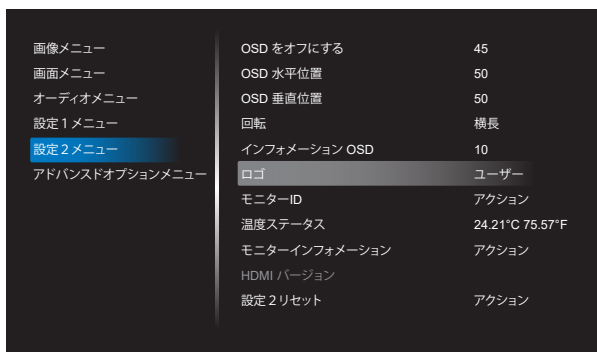 画像メニュー
画面メニュー
オーディオメニュー
設定1メニュー
設定2メニュー
アドバンスドオプションメニュー
OSD をオフにする 45
OSD 水平位置 50
OSD 垂直位置 50
回転 横長
インフォメーション OSD 10
ロゴ ユーザー
モニターID アクション
温度ステータス 24.21°C 75.57°F
モニターインフォメーション アクション
HDMI バージョン
設定2リセット アクション